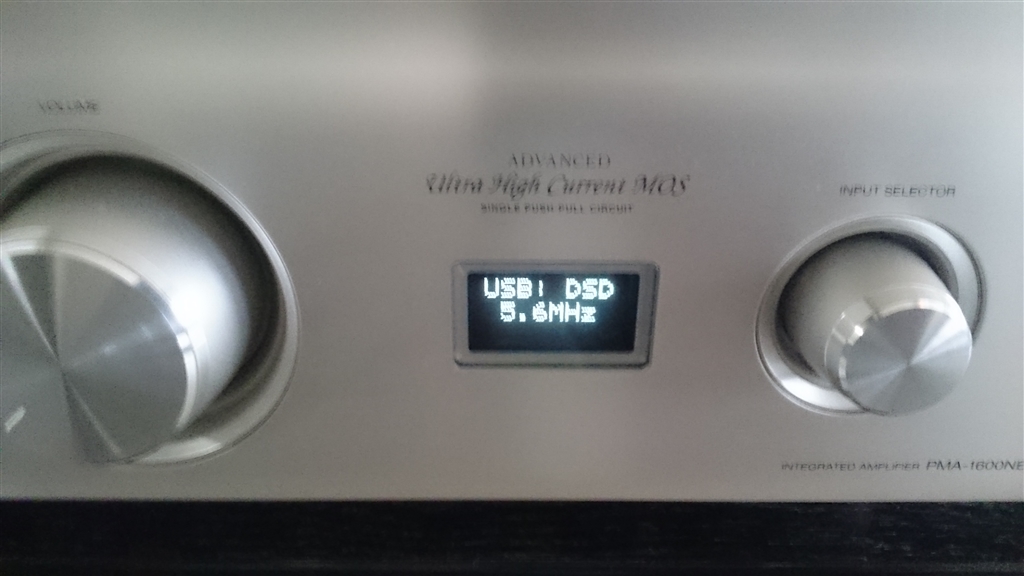 VOLUME
ADVANCED
Ultra High Current MOS
SINGLE PUSH-PULL CIRCUIT
INPUT SELECTOR
USB: DSD
5.6MHz
INTEGRATED AMPLIFIER PMA-1600NE